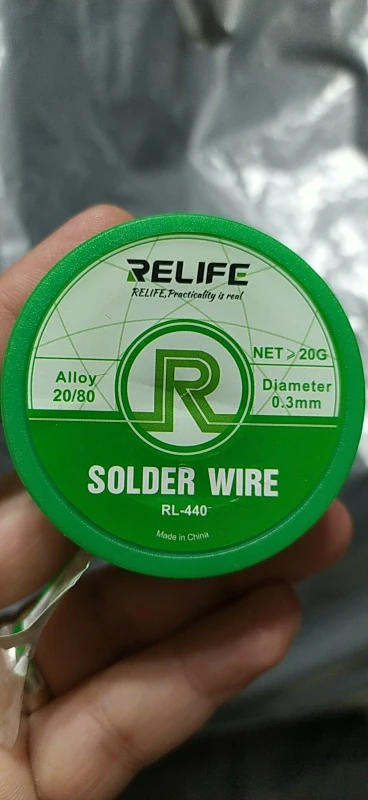 RELIFE
RELIFE,Practicality is real
NET ≥ 20G
Alloy
20/80
R
Diameter
0.3mm
SOLDER WIRE
RL-440
Made in China